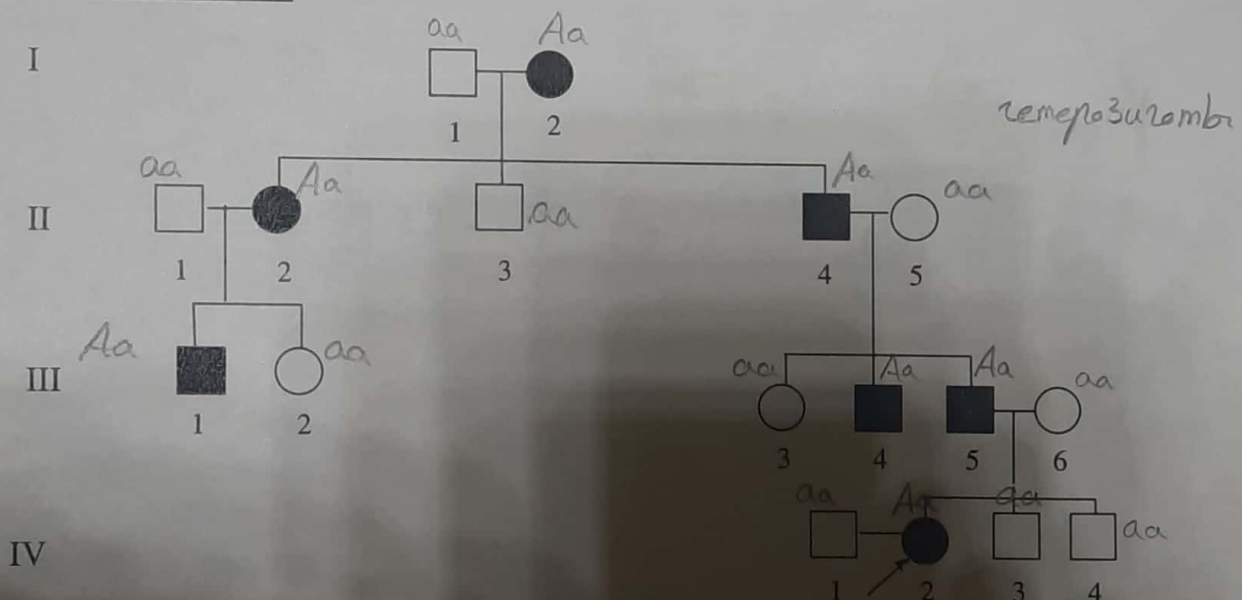 aa Aa
I
1 2
гетерозиготы
aa Aa aa Aa aa
II
1 2 3 4 5
Aa aa aa Aa Aa aa
III
1 2 3 4 5 6
aa Aa aa aa
IV
1 2 3 4